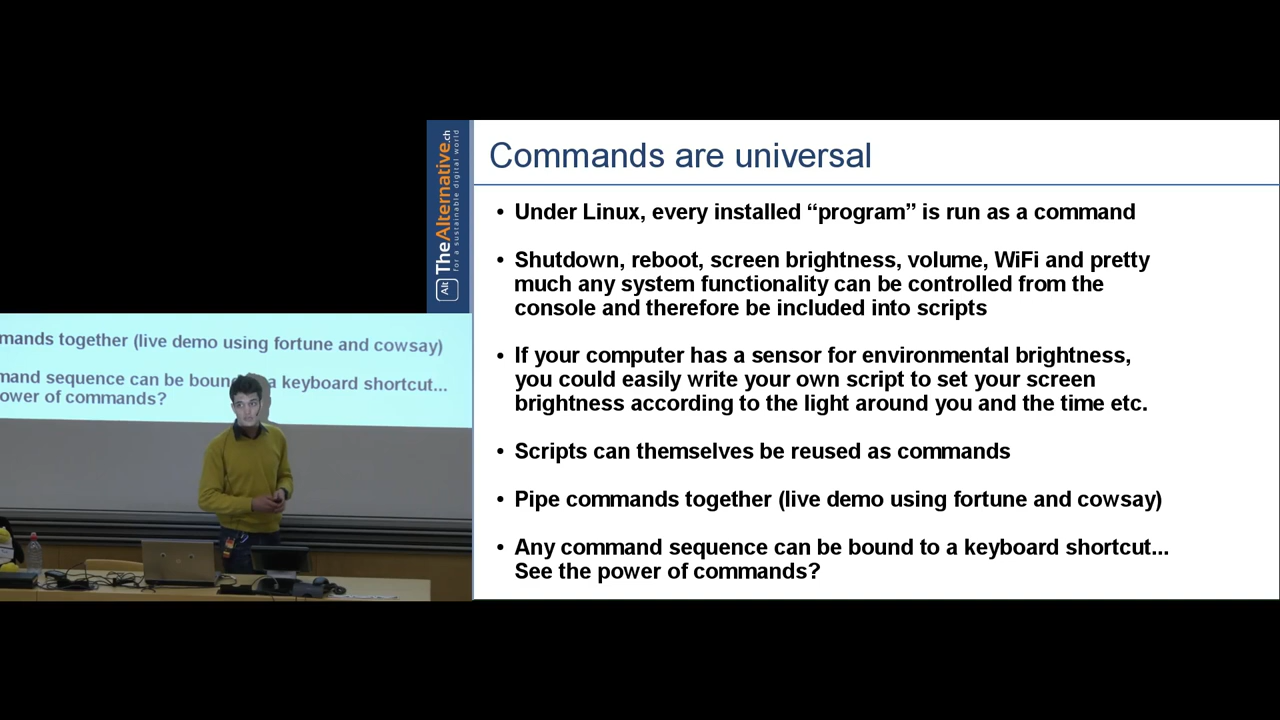 Alt TheAlternative.ch
for a sustainable digital world
Commands are universal
• Under Linux, every installed “program” is run as a command
• Shutdown, reboot, screen brightness, volume, WiFi and pretty
much any system functionality can be controlled from the
console and therefore be included into scripts
• If your computer has a sensor for environmental brightness,
you could easily write your own script to set your screen
brightness according to the light around you and the time etc.
• Scripts can themselves be reused as commands
• Pipe commands together (live demo using fortune and cowsay)
• Any command sequence can be bound to a keyboard shortcut...
See the power of commands?
mands together (live demo using fortune and cowsay)
mand sequence can be boun a keyboard shortcut...
ower of commands?